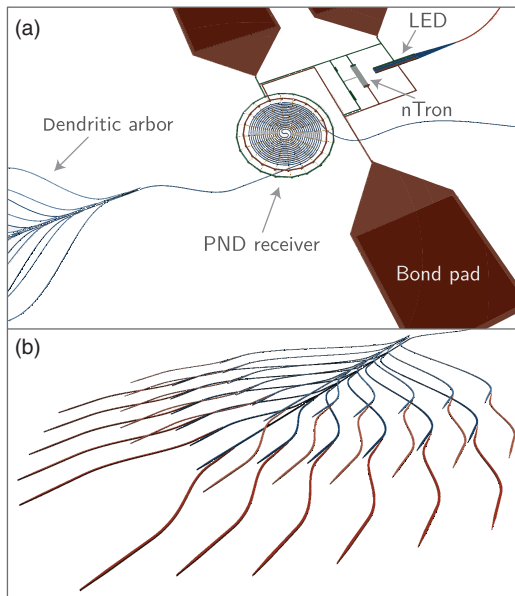 (a)
LED
nTron
Dendritic arbor
PND receiver
Bond pad
(b)